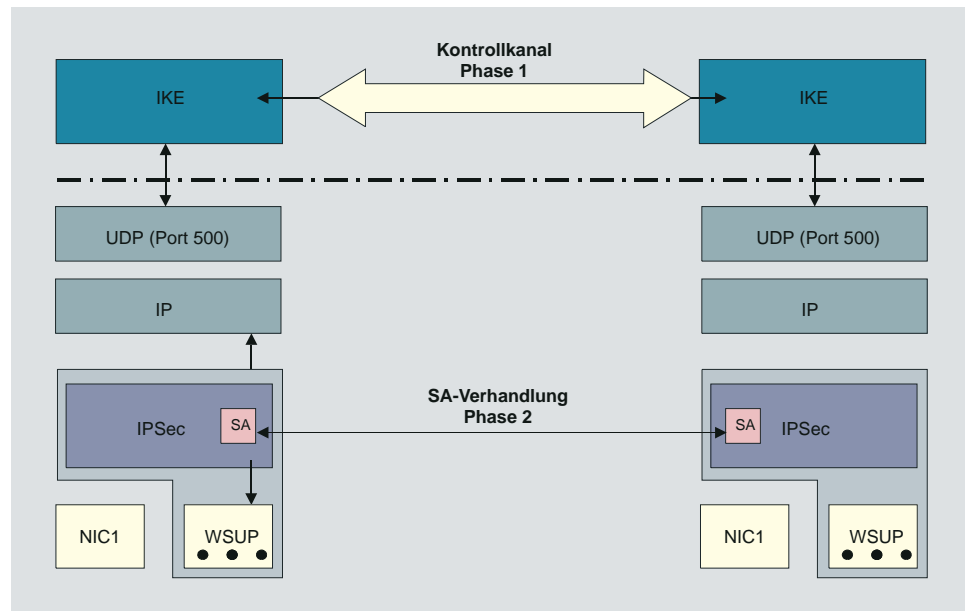 Kontrollkanal
Phase 1
IKE
IKE
UDP (Port 500)
UDP (Port 500)
IP
IP
SA-Verhandlung
Phase 2
IPSec
SA
SA
IPSec
NIC1
WSUP
NIC1
WSUP